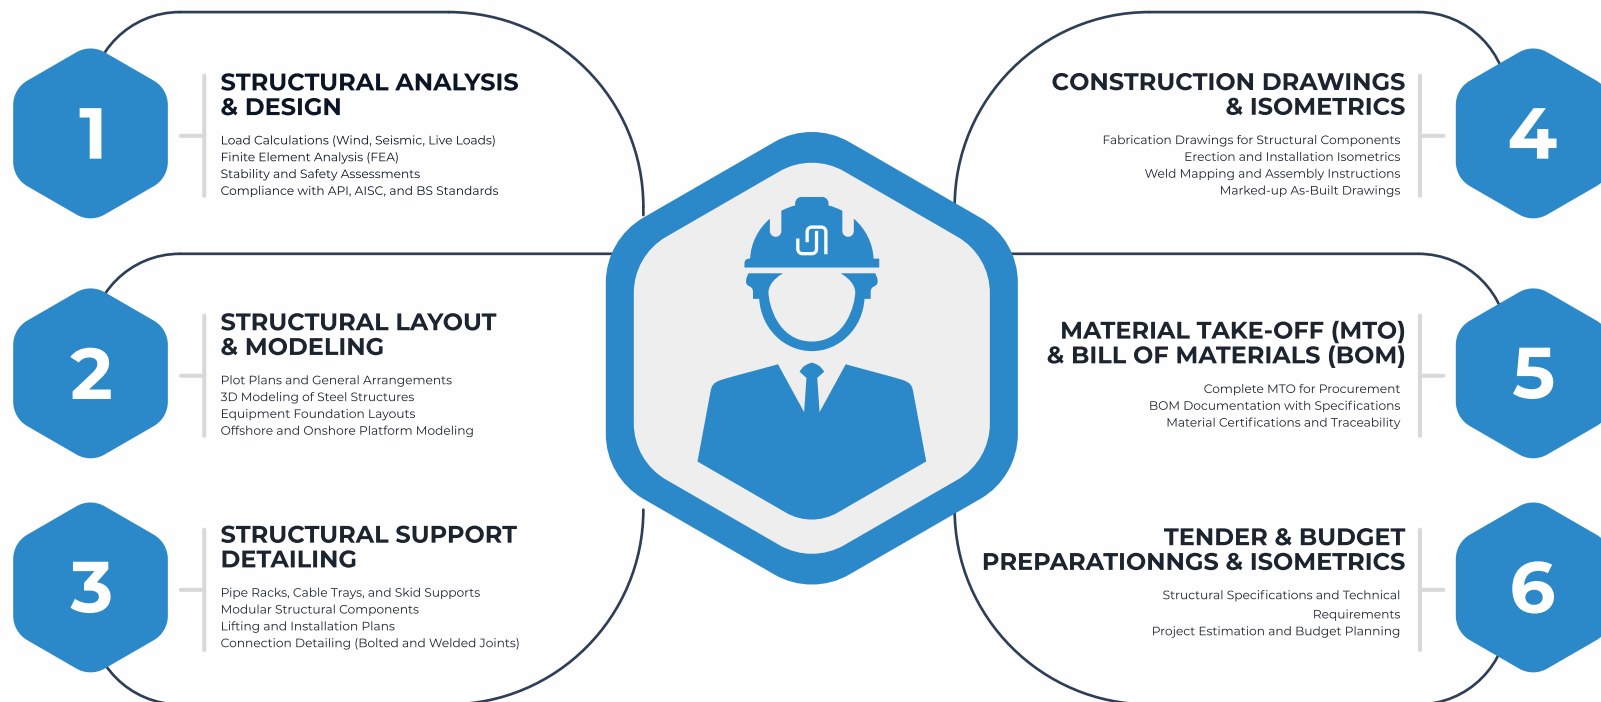 1
STRUCTURAL ANALYSIS
& DESIGN
Load Calculations (Wind, Seismic, Live Loads)
Finite Element Analysis (FEA)
Stability and Safety Assessments
Compliance with API, AISC, and BS Standards
2
STRUCTURAL LAYOUT
& MODELING
Plot Plans and General Arrangements
3D Modeling of Steel Structures
Equipment Foundation Layouts
Offshore and Onshore Platform Modeling
3
STRUCTURAL SUPPORT
DETAILING
Pipe Racks, Cable Trays, and Skid Supports
Modular Structural Components
Lifting and Installation Plans
Connection Detailing (Bolted and Welded Joints)
4
CONSTRUCTION DRAWINGS
& ISOMETRICS
Fabrication Drawings for Structural Components
Erection and Installation Isometrics
Weld Mapping and Assembly Instructions
Marked-up As-Built Drawings
5
MATERIAL TAKE-OFF (MTO)
& BILL OF MATERIALS (BOM)
Complete MTO for Procurement
BOM Documentation with Specifications
Material Certifications and Traceability
6
TENDER & BUDGET
PREPARATIONNGS & ISOMETRICS
Structural Specifications and Technical
Requirements
Project Estimation and Budget Planning